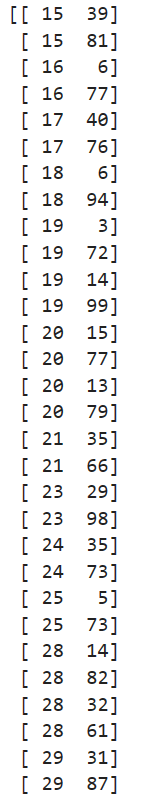 [[ 15 39]
[ 15 81]
[ 16 6]
[ 16 77]
[ 17 40]
[ 17 76]
[ 18 6]
[ 18 94]
[ 19 3]
[ 19 72]
[ 19 14]
[ 19 99]
[ 20 15]
[ 20 77]
[ 20 13]
[ 20 79]
[ 21 35]
[ 21 66]
[ 23 29]
[ 23 98]
[ 24 35]
[ 24 73]
[ 25 5]
[ 25 73]
[ 28 14]
[ 28 82]
[ 28 32]
[ 28 61]
[ 29 31]
[ 29 87]